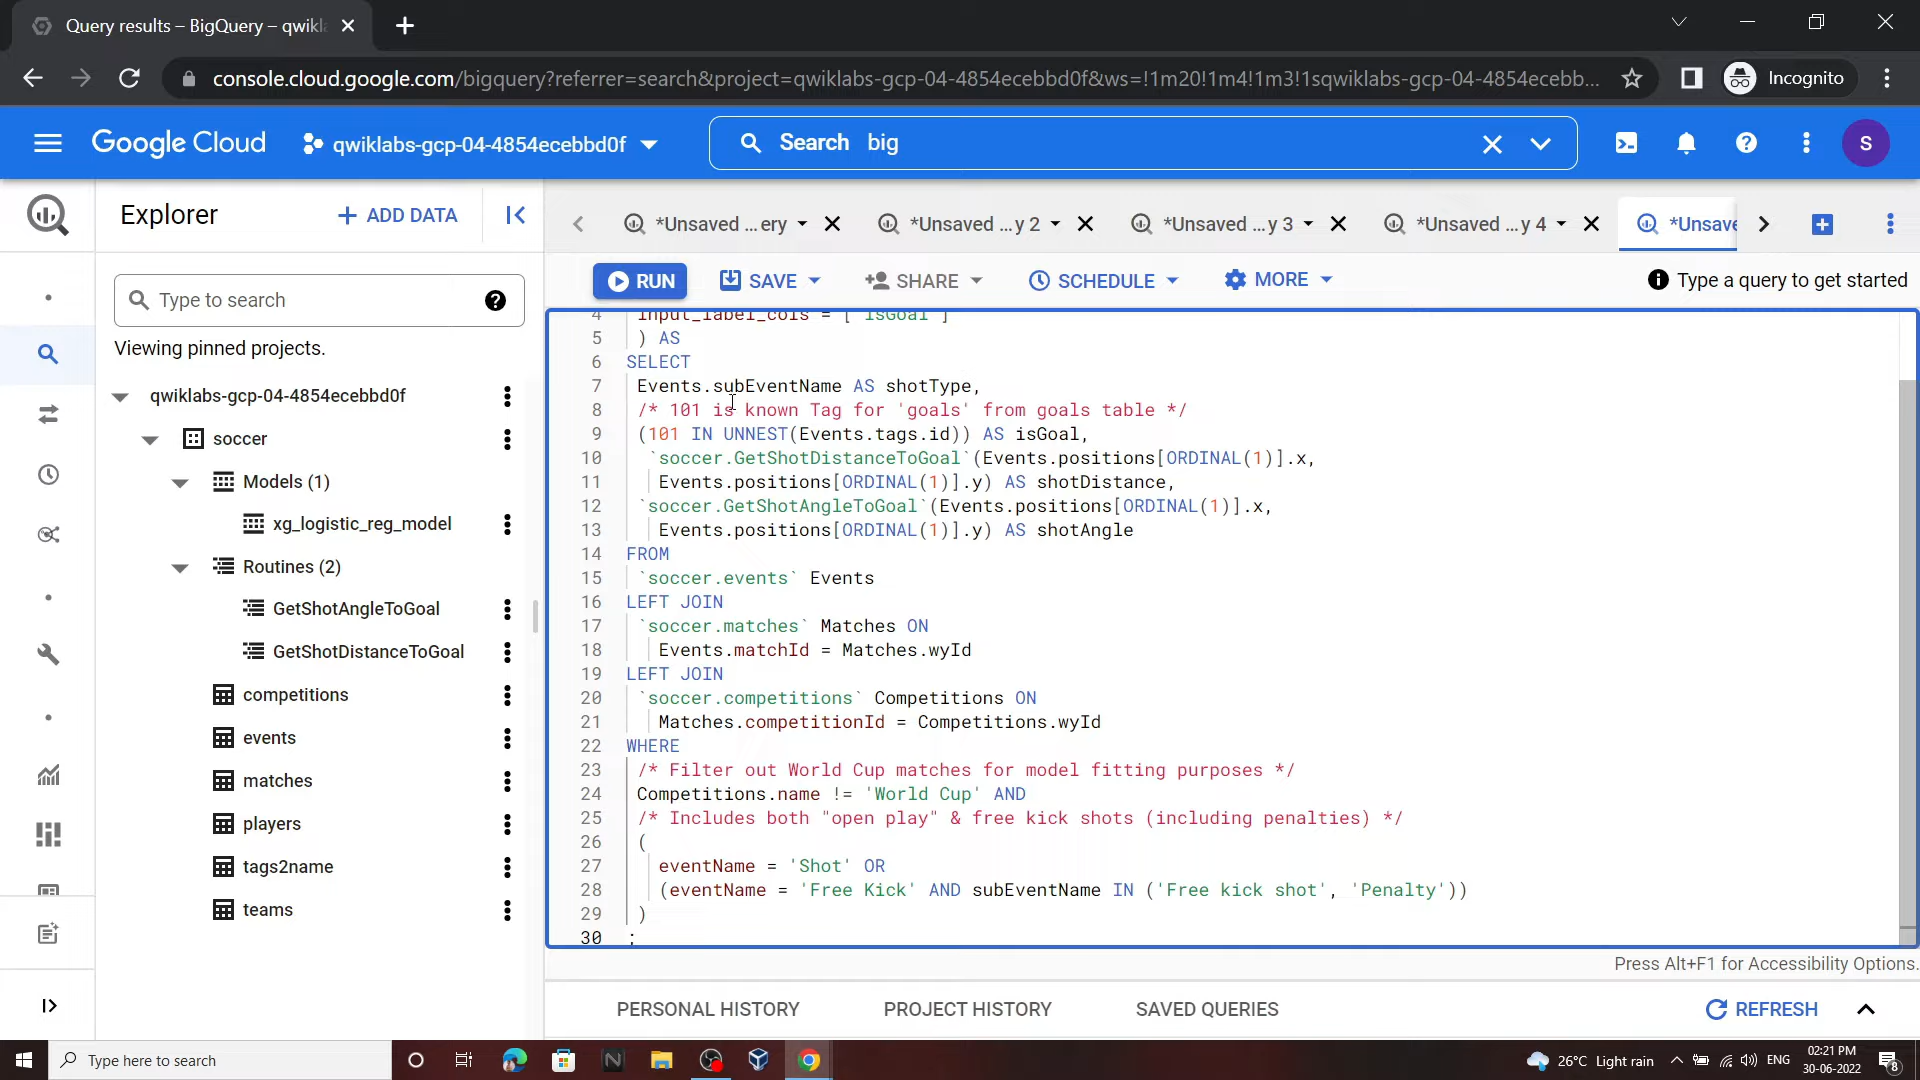 Query results – BigQuery – qwikla
console.cloud.google.com/bigquery?referrer=search&project=qwiklabs-gcp-04-4854ecebbd0f&ws=!1m20!1m4!1m3!1sqwiklabs-gcp-04-4854ecebb...
Incognito
Google Cloud
qwiklabs-gcp-04-4854ecebbd0f
Search big
S
Explorer
+ ADD DATA
*Unsaved ...ery
*Unsaved ...y 2
*Unsaved ...y 3
*Unsaved ...y 4
*Unsave
RUN
SAVE
SHARE
SCHEDULE
MORE
Type a query to get started
Type to search
Viewing pinned projects.
qwiklabs-gcp-04-4854ecebbd0f
soccer
Models (1)
xg_logistic_reg_model
Routines (2)
GetShotAngleToGoal
GetShotDistanceToGoal
competitions
events
matches
players
tags2name
teams
4 input_label_cols = ['isGoal']
5 ) AS
6 SELECT
7 Events.subEventName AS shotType,
8 /* 101 is known Tag for 'goals' from goals table */
9 (101 IN UNNEST(Events.tags.id)) AS isGoal,
10 `soccer.GetShotDistanceToGoal`(Events.positions[ORDINAL(1)].x,
11 Events.positions[ORDINAL(1)].y) AS shotDistance,
12 `soccer.GetShotAngleToGoal`(Events.positions[ORDINAL(1)].x,
13 Events.positions[ORDINAL(1)].y) AS shotAngle
14 FROM
15 `soccer.events` Events
16 LEFT JOIN
17 `soccer.matches` Matches ON
18 Events.matchId = Matches.wyId
19 LEFT JOIN
20 `soccer.competitions` Competitions ON
21 Matches.competitionId = Competitions.wyId
22 WHERE
23 /* Filter out World Cup matches for model fitting purposes */
24 Competitions.name != 'World Cup' AND
25 /* Includes both "open play" & free kick shots (including penalties) */
26 (
27 eventName = 'Shot' OR
28 (eventName = 'Free Kick' AND subEventName IN ('Free kick shot', 'Penalty'))
29 )
30 ;
Press Alt+F1 for Accessibility Options.
PERSONAL HISTORY
PROJECT HISTORY
SAVED QUERIES
REFRESH
Type here to search
26°C Light rain
ENG
02:21 PM
30-06-2022
8